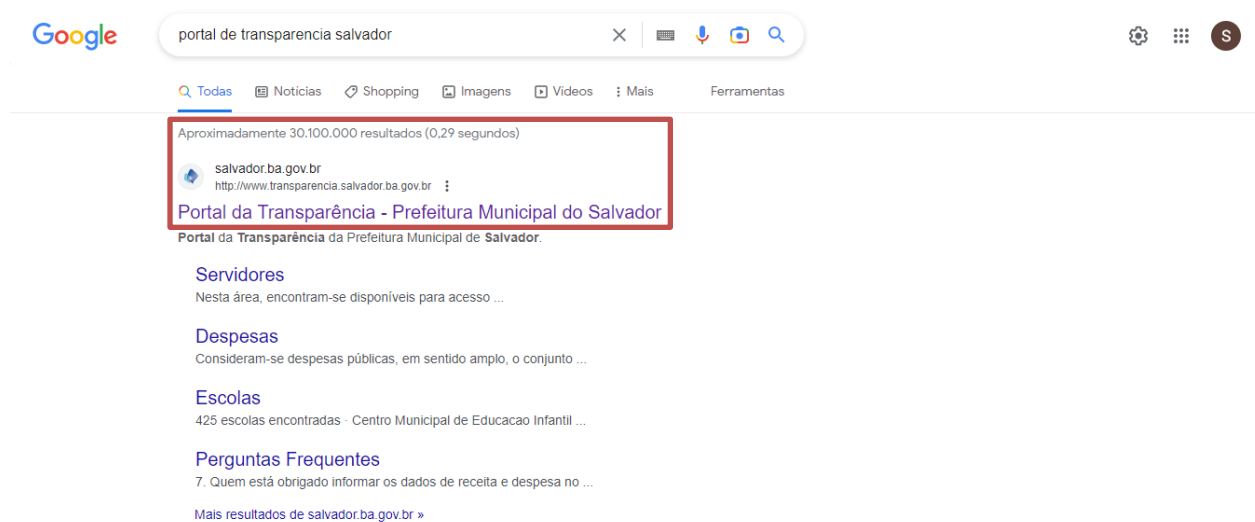 Google
portal de transparencia salvador
S
Todas Notícias Shopping Imagens Vídeos Mais Ferramentas
Aproximadamente 30.100.000 resultados (0,29 segundos)
salvador.ba.gov.br
http://www.transparencia.salvador.ba.gov.br
Portal da Transparência - Prefeitura Municipal do Salvador
Portal da Transparência da Prefeitura Municipal de Salvador.
Servidores
Nesta área, encontram-se disponíveis para acesso ...
Despesas
Consideram-se despesas públicas, em sentido amplo, o conjunto ...
Escolas
425 escolas encontradas · Centro Municipal de Educacao Infantil ...
Perguntas Frequentes
7. Quem está obrigado informar os dados de receita e despesa no ...
Mais resultados de salvador.ba.gov.br »